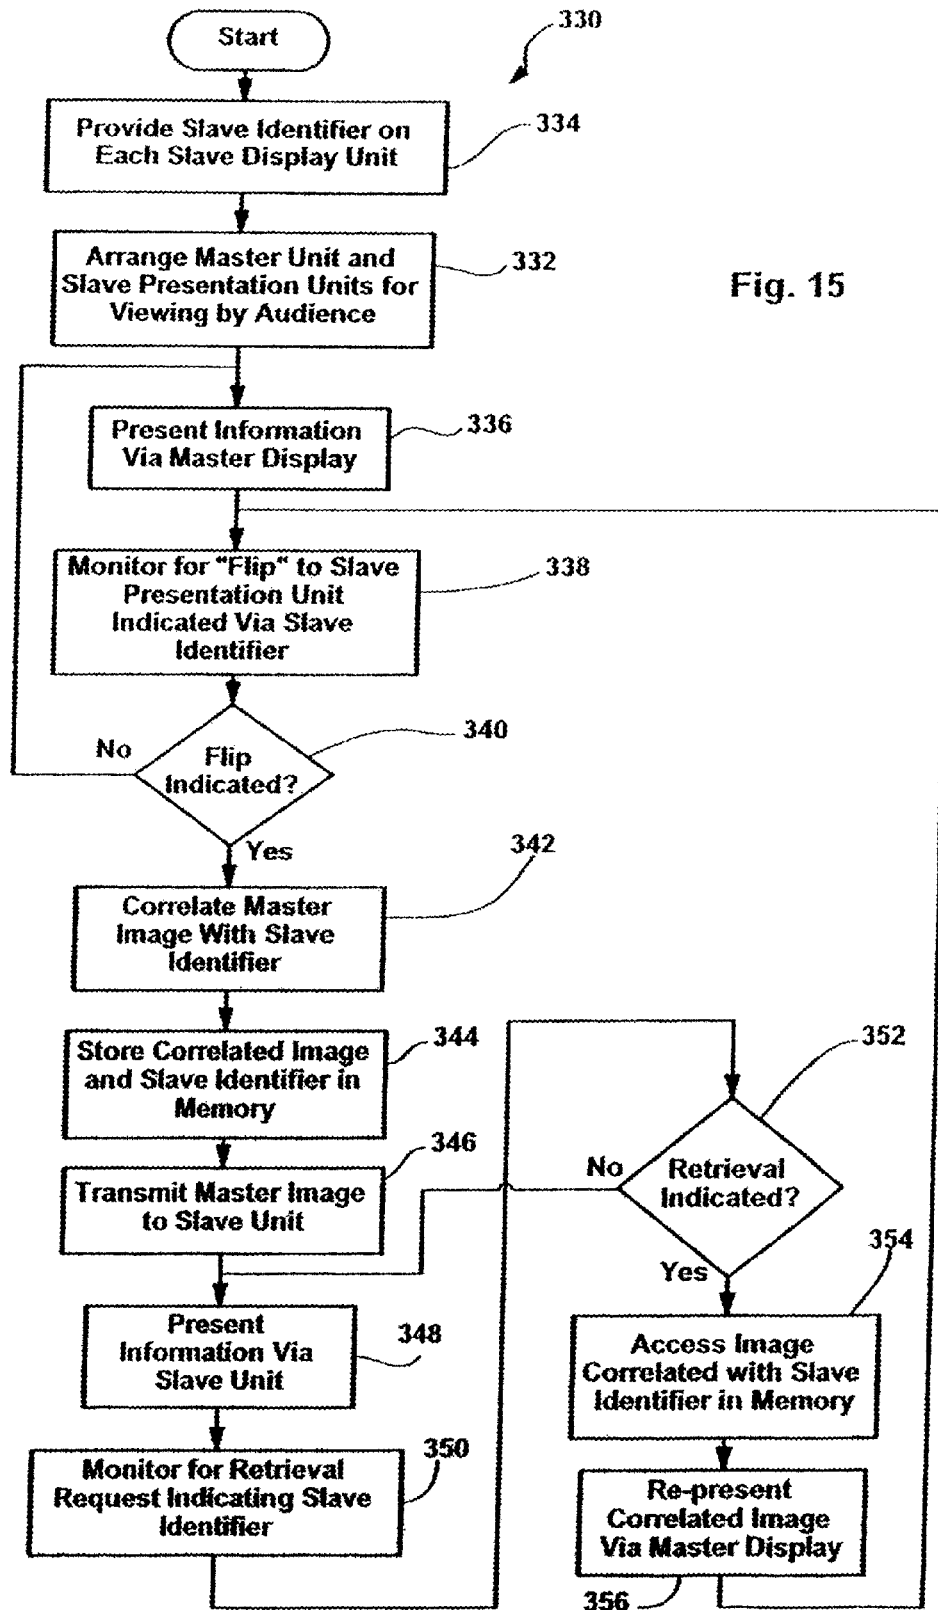 Start
330
Provide Slave Identifier on
Each Slave Display Unit
334
Arrange Master Unit and
Slave Presentation Units for
Viewing by Audience
332
Fig. 15
Present Information
Via Master Display
336
Monitor for "Flip" to Slave
Presentation Unit
Indicated Via Slave
Identifier
338
Flip
Indicated?
340
No
Yes
Correlate Master
Image With Slave
Identifier
342
Store Correlated Image
and Slave Identifier in
Memory
344
Transmit Master Image
to Slave Unit
346
Present
Information Via
Slave Unit
348
Monitor for Retrieval
Request Indicating Slave
Identifier
350
Retrieval
Indicated?
352
No
Yes
Access Image
Correlated with Slave
Identifier in Memory
354
Re-present
Correlated Image
Via Master Display
356